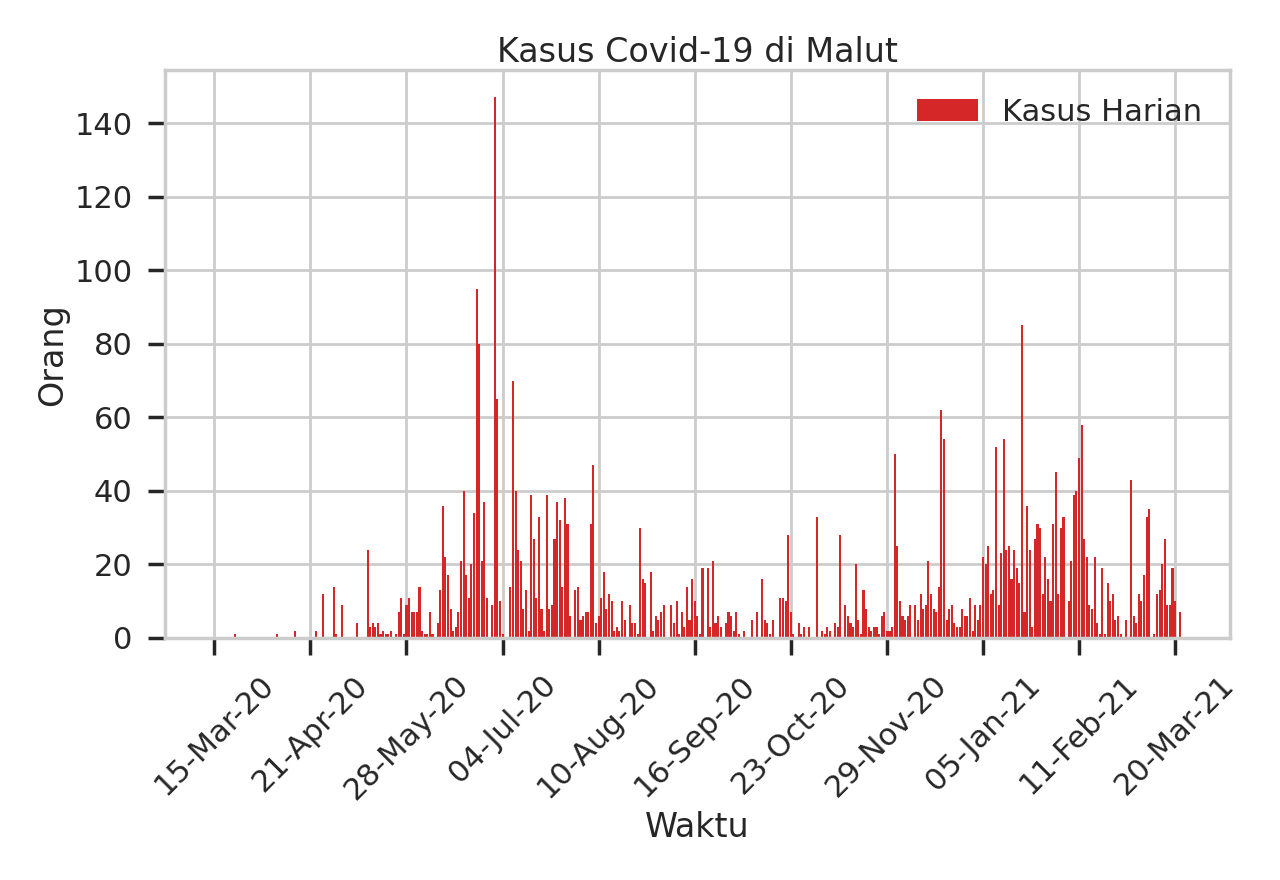 Kasus Covid-19 di Malut
Kasus Harian
Orang
140
120
100
80
60
40
20
0
15-Mar-20
21-Apr-20
28-May-20
04-Jul-20
10-Aug-20
16-Sep-20
23-Oct-20
29-Nov-20
05-Jan-21
11-Feb-21
20-Mar-21
Waktu